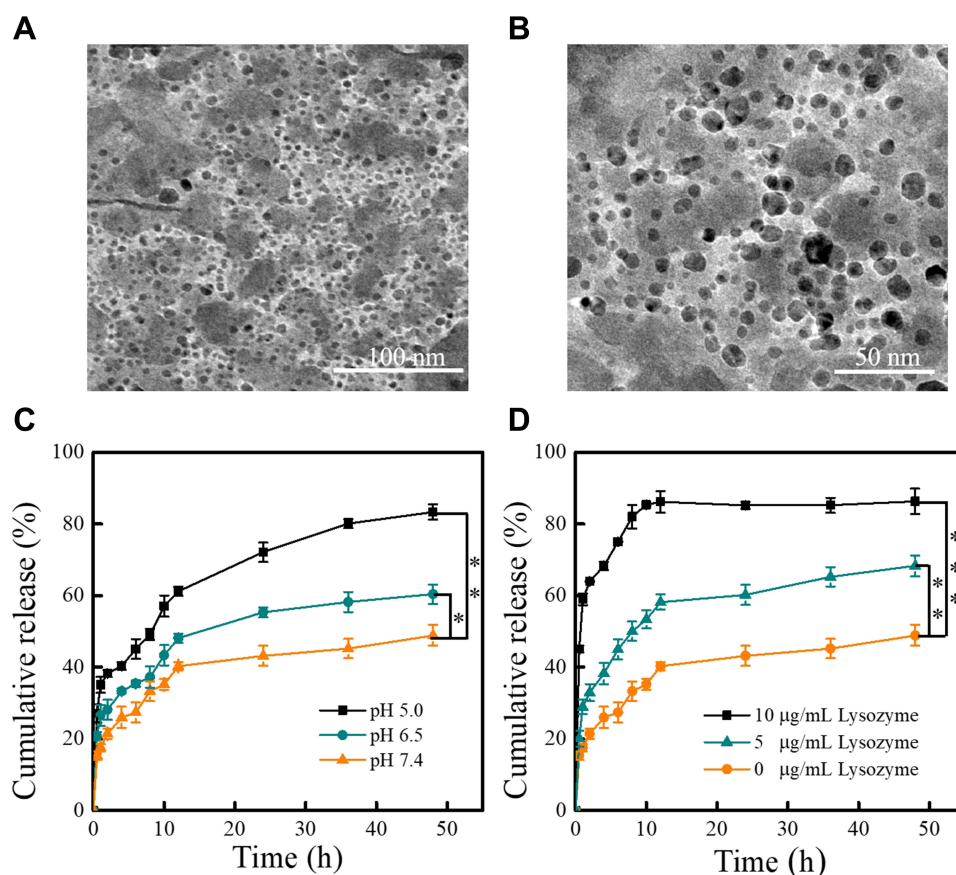 A
B
100 nm
50 nm
C
D
Cumulative release (%)
100
80
60
40
20
0
0
10
20
30
40
50
Time (h)
pH 5.0
pH 6.5
pH 7.4
*
*
*
Cumulative release (%)
100
80
60
40
20
0
0
10
20
30
40
50
Time (h)
10 μg/mL Lysozyme
5 μg/mL Lysozyme
0 μg/mL Lysozyme
*
*
*
*
*